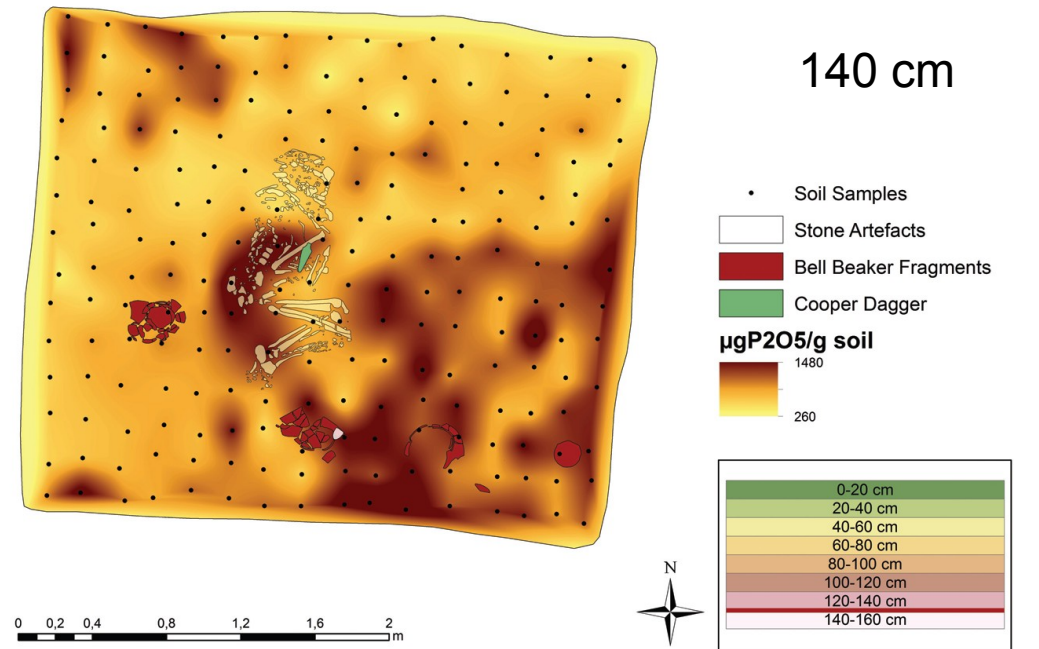 140 cm
Soil Samples
Stone Artefacts
Bell Beaker Fragments
Cooper Dagger
µgP2O5/g soil
1480
260
0-20 cm
20-40 cm
40-60 cm
60-80 cm
80-100 cm
100-120 cm
120-140 cm
140-160 cm
N
0 0,2 0,4 0,8 1,2 1,6 2
m